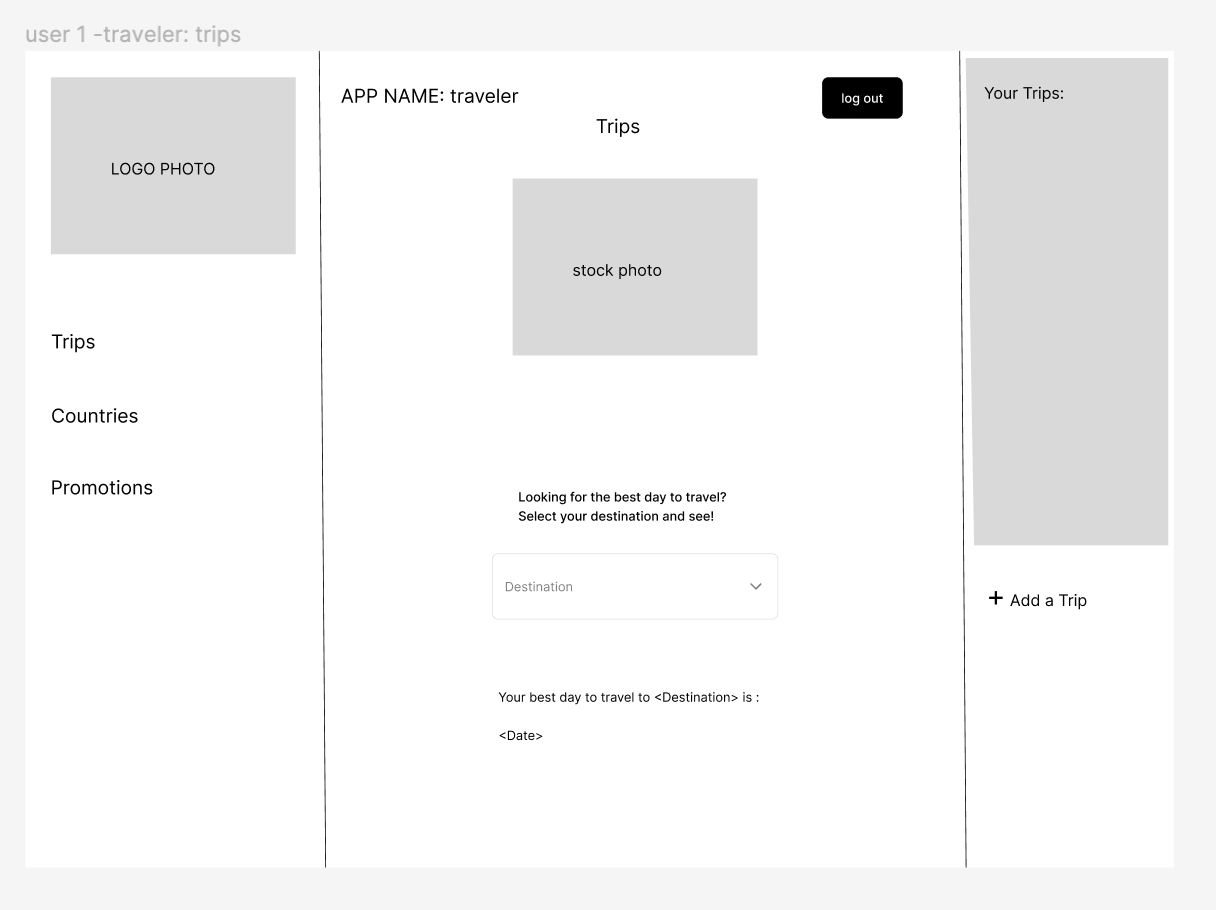 user 1 -traveler: trips
LOGO PHOTO
Trips
Countries
Promotions
APP NAME: traveler
log out
Trips
stock photo
Looking for the best day to travel?
Select your destination and see!
Destination
Your best day to travel to <Destination> is :
<Date>
Your Trips:
+ Add a Trip